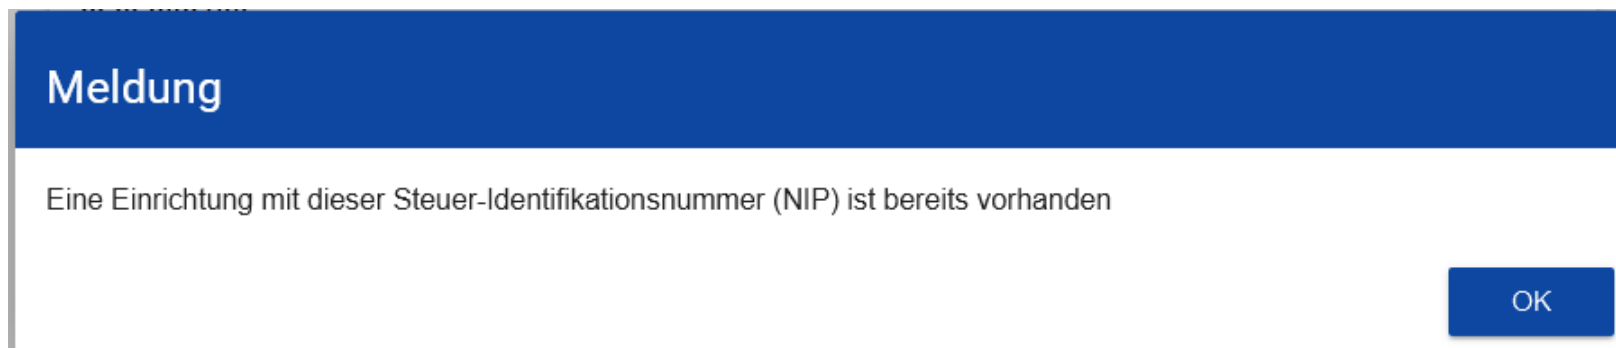 Meldung
Eine Einrichtung mit dieser Steuer-Identifikationsnummer (NIP) ist bereits vorhanden
OK